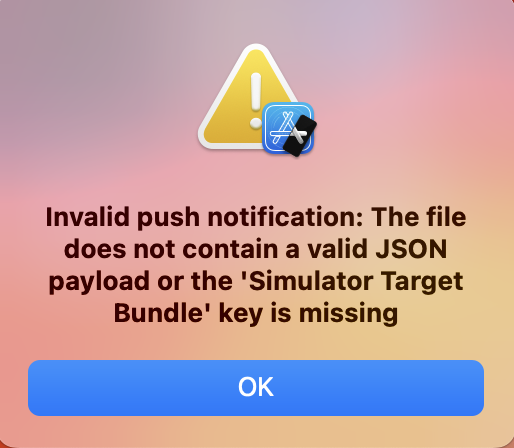 Invalid push notification: The file
does not contain a valid JSON
payload or the 'Simulator Target
Bundle' key is missing
OK